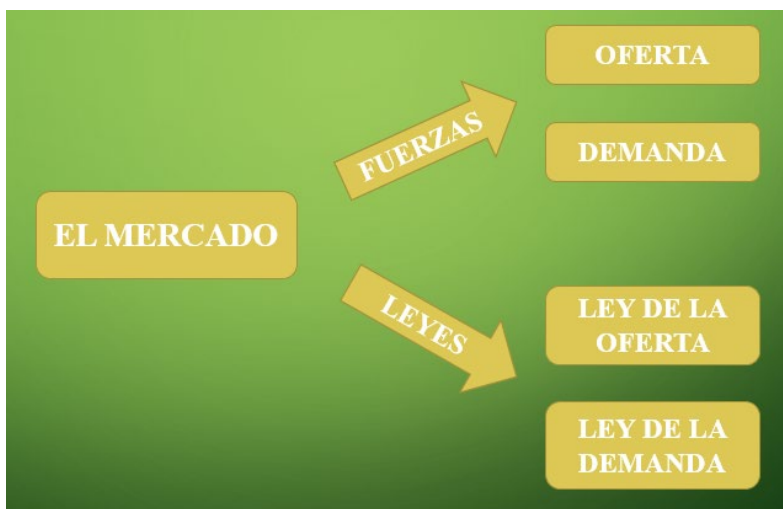 EL MERCADO
FUERZAS
OFERTA
DEMANDA
LEYES
LEY DE LA
OFERTA
LEY DE LA
DEMANDA